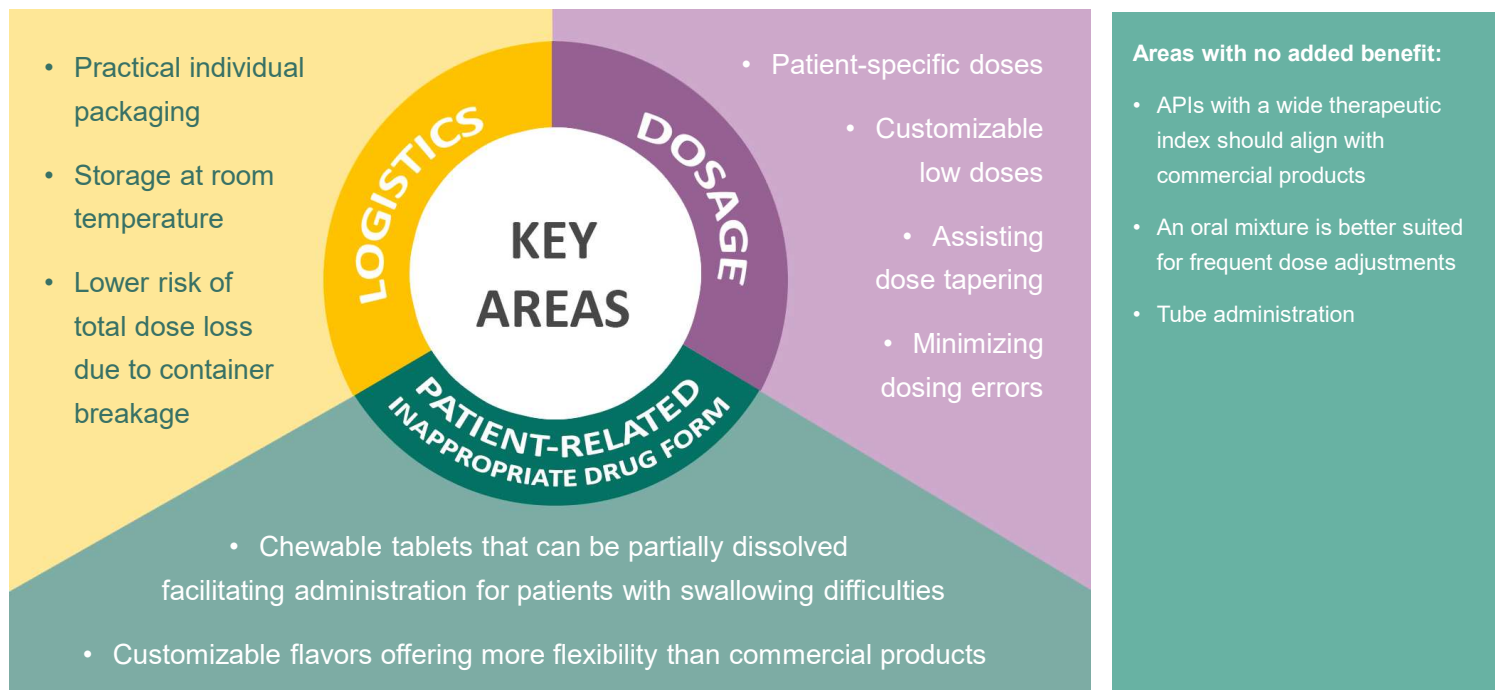 • Practical individual
packaging
• Storage at room
temperature
• Lower risk of
total dose loss
due to container
breakage
LOGISTICS
DOSAGE
PATIENT-RELATED
INAPPROPRIATE DRUG FORM
KEY
AREAS
• Patient-specific doses
• Customizable
low doses
• Assisting
dose tapering
• Minimizing
dosing errors
• Chewable tablets that can be partially dissolved
facilitating administration for patients with swallowing difficulties
• Customizable flavors offering more flexibility than commercial products
Areas with no added benefit:
• APIs with a wide therapeutic
index should align with
commercial products
• An oral mixture is better suited
for frequent dose adjustments
• Tube administration